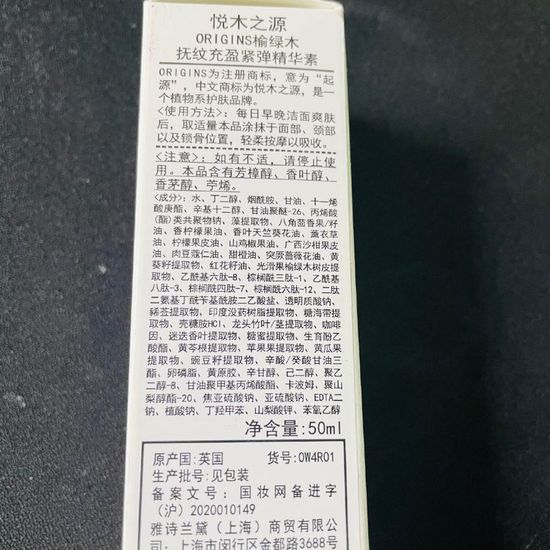 悦木之源
ORIGINS榆绿木
抚纹充盈紧弹精华素
ORIGINS为注册商标，意为“起
源”，中文商标为悦木之源，是一
个植物系护肤品牌。
<使用方法>：每日早晚洁面爽肤
后，取适量本品涂抹于面部、颈部
以及锁骨位置，轻柔按摩以吸收。
<注意>：如有不适，请停止使
用。本品含有芳樟醇、香叶醇、
香茅醇、苧烯。
<成分>：水、丁二醇、烟酰胺、甘油、十一烯
酸庚酯、辛基十二醇、甘油聚醚-26、丙烯酸
(酯)类共聚物钠、藻提取物、八角茴香果/籽
油、香柠檬果油、香叶天竺葵花油、薰衣草
油、柠檬果皮油、山鸡椒果油、广西沙柑果皮
油、肉豆蔻仁油、甜橙油、突厥蔷薇花油、黄
葵籽提取物、红花籽油、光滑果榆绿木树皮提
取物、乙酰基六肽-8、棕榈酰三肽-1、乙酰基
八肽-3、棕榈酰四肽-7、棕榈酰六肽-12、二肽
二氨基丁酰苄基酰胺二乙酸盐、透明质酸钠、
豨莶提取物、印度没药树脂提取物、糖海带提
取物、壳糖胺HCl、龙头竹叶/茎提取物、咖啡
因、迷迭香叶提取物、糖蜜提取物、生育酚乙
酸酯、黄芩根提取物、苹果果提取物、黄瓜果
提取物、豌豆籽提取物、辛酸/癸酸甘油三
酯、卵磷脂、黄原胶、辛甘醇、己二醇、聚乙
二醇-8、甘油聚甲基丙烯酸酯、卡波姆、聚山
梨醇酯-20、焦亚硫酸钠、亚硫酸钠、EDTA二
钠、植酸钠、丁羟甲苯、山梨酸钾、苯氧乙醇
净含量:50ml
原产国:英国 货号:0W4R01
生产批号:见包装
备案文号：国妆网备进字
（沪）2020010149
雅诗兰黛（上海）商贸有限公
司:上海市闵行区金都路3688号